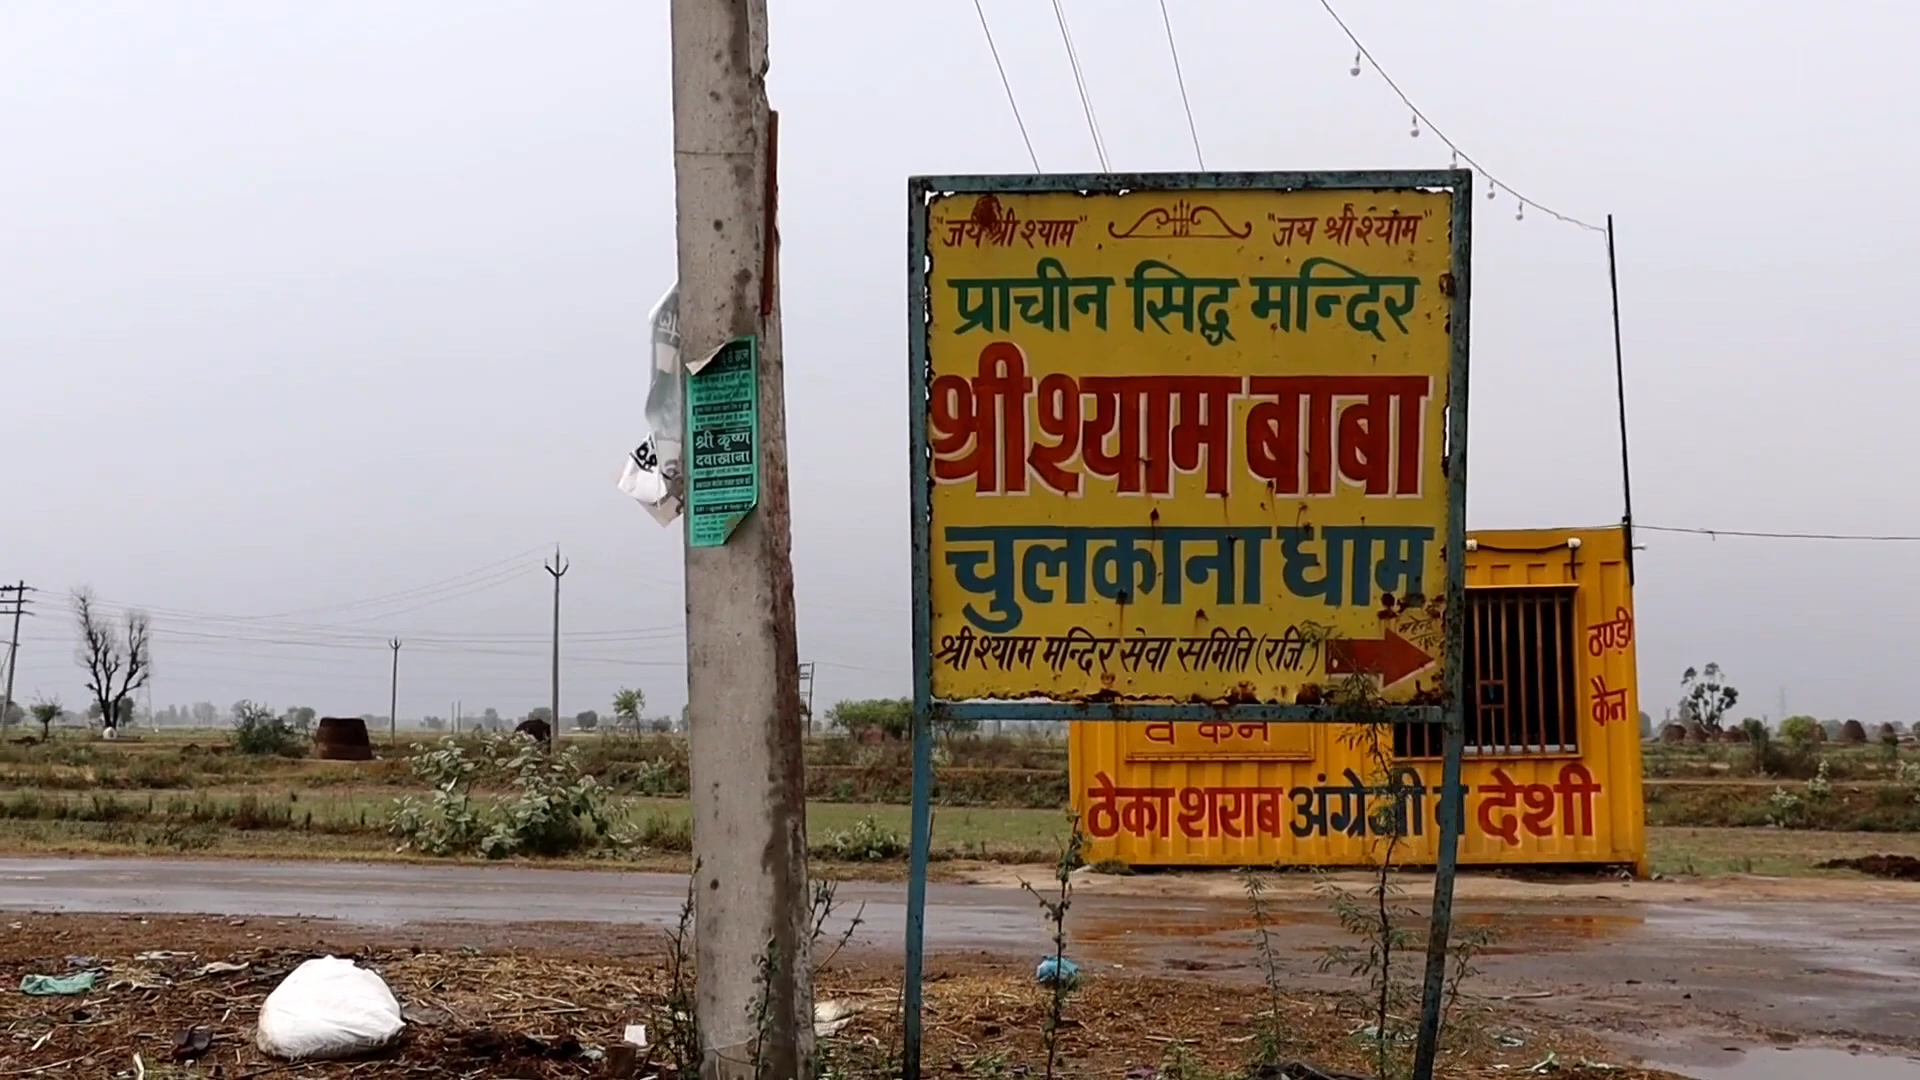 "जय श्री श्याम" "जय श्री श्याम"
प्राचीन सिद्ध मन्दिर
श्री श्याम बाबा
चुलकाना धाम
श्री श्याम मन्दिर सेवा समिति (रजि.)
श्री कृष्ण
दवाखाना
ठण्डी
कैन
व कैन
ठेका शराब अंग्रेजी व देशी